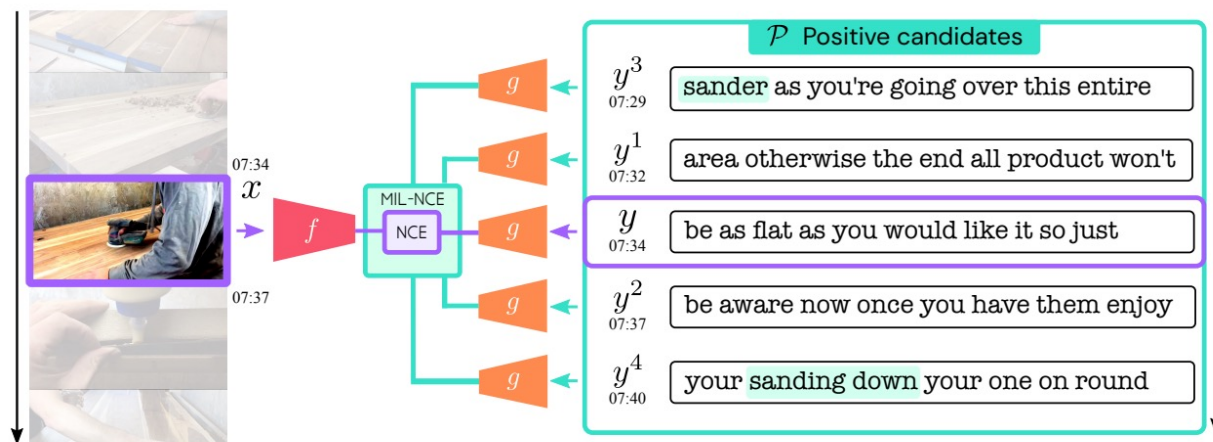 𝒫 Positive candidates
y³
07:29
sander as you're going over this entire
g
y¹
07:32
area otherwise the end all product won't
g
07:34
x
f
MIL-NCE
NCE
g
y
07:34
be as flat as you would like it so just
07:37
g
y²
07:37
be aware now once you have them enjoy
g
y⁴
07:40
your sanding down your one on round